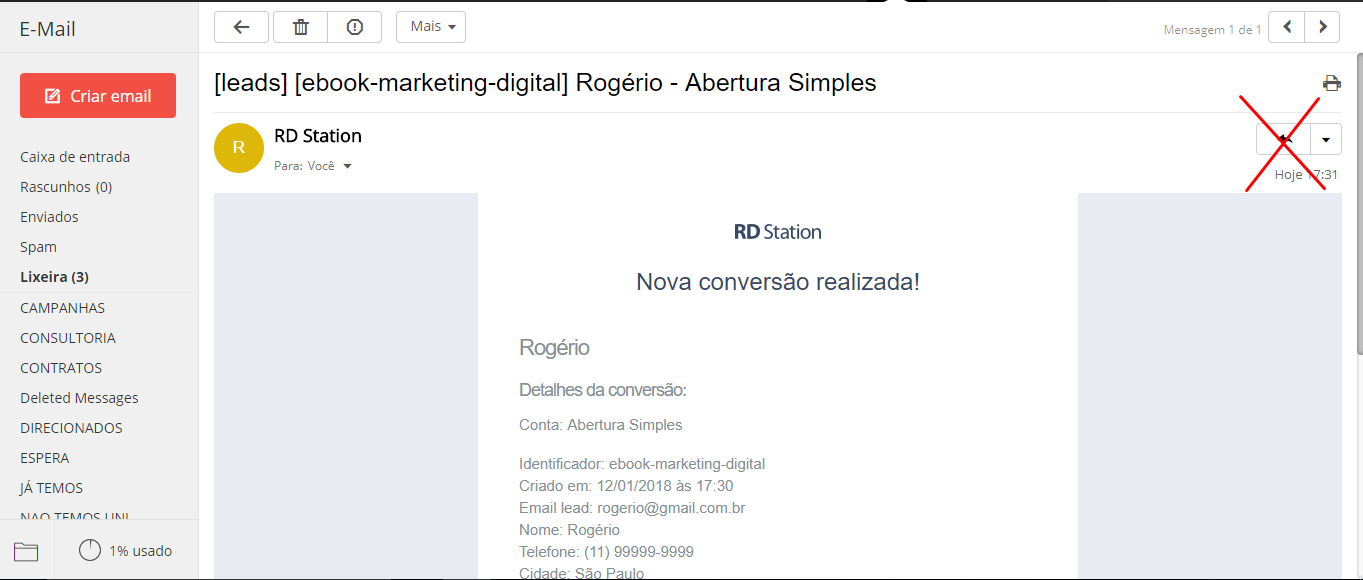 E-Mail
Mais
Mensagem 1 de 1
Criar email
Caixa de entrada
Rascunhos (0)
Enviados
Spam
Lixeira (3)
CAMPANHAS
CONSULTORIA
CONTRATOS
Deleted Messages
DIRECIONADOS
ESPERA
JÁ TEMOS
NAO TEMOS UNI
1% usado
[leads] [ebook-marketing-digital] Rogério - Abertura Simples
R
RD Station
Para: Você
Hoje 17:31
RD Station
Nova conversão realizada!
Rogério
Detalhes da conversão:
Conta: Abertura Simples
Identificador: ebook-marketing-digital
Criado em: 12/01/2018 às 17:30
Email lead: rogerio@gmail.com.br
Nome: Rogério
Telefone: (11) 99999-9999
Cidade: São Paulo